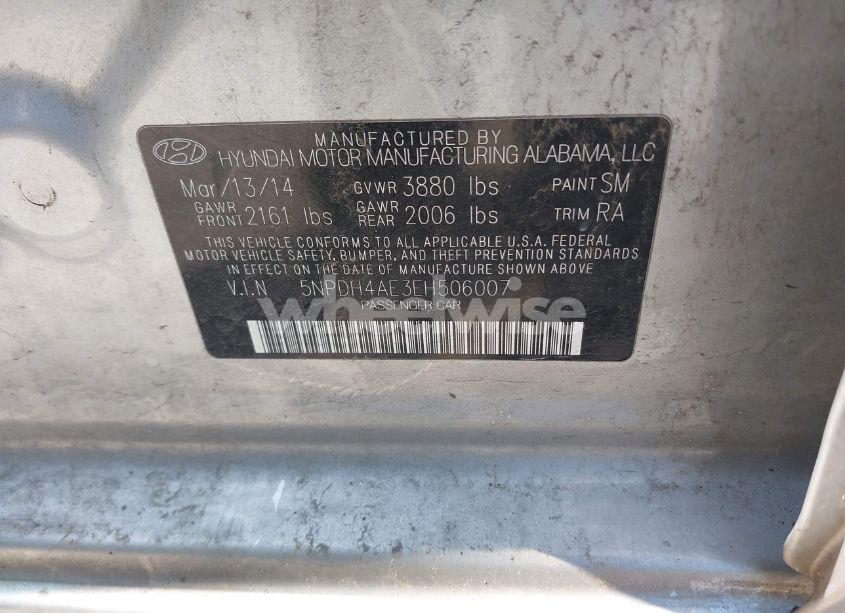 MANUFACTURED BY
HYUNDAI MOTOR MANUFACTURING ALABAMA, LLC
Mar/13/14 GVWR 3880 lbs PAINT SM
GAWR FRONT 2161 lbs GAWR REAR 2006 lbs TRIM RA
THIS VEHICLE CONFORMS TO ALL APPLICABLE U.S.A. FEDERAL
MOTOR VEHICLE SAFETY, BUMPER, AND THEFT PREVENTION STANDARDS
IN EFFECT ON THE DATE OF MANUFACTURE SHOWN ABOVE.
V.I.N 5NPDH4AE3EH506007
PASSENGER CAR
wheelwise